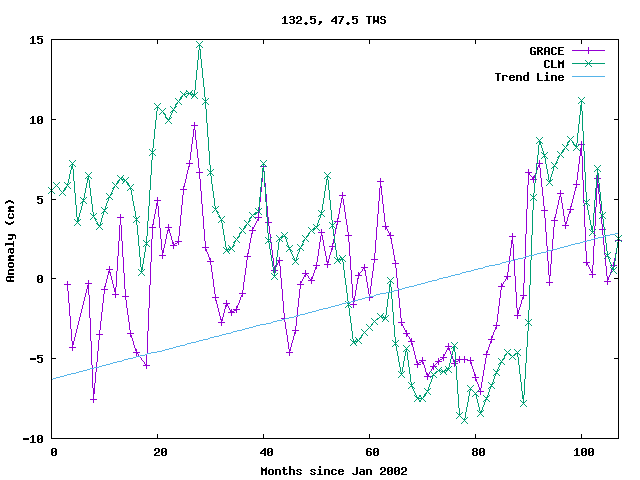 132.5, 47.5 TWS
GRACE
CLM
Trend Line
15
10
5
0
-5
-10
Anomaly (cm)
0 20 40 60 80 100
Months since Jan 2002